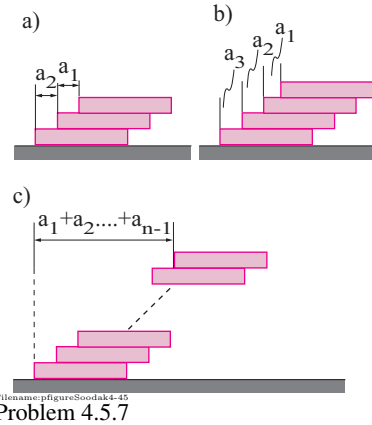 a)
a2
a1
b)
a3
a2
a1
c)
a1+a2....+an-1
Filename:pfigureSoodak4-45
Problem 4.5.7